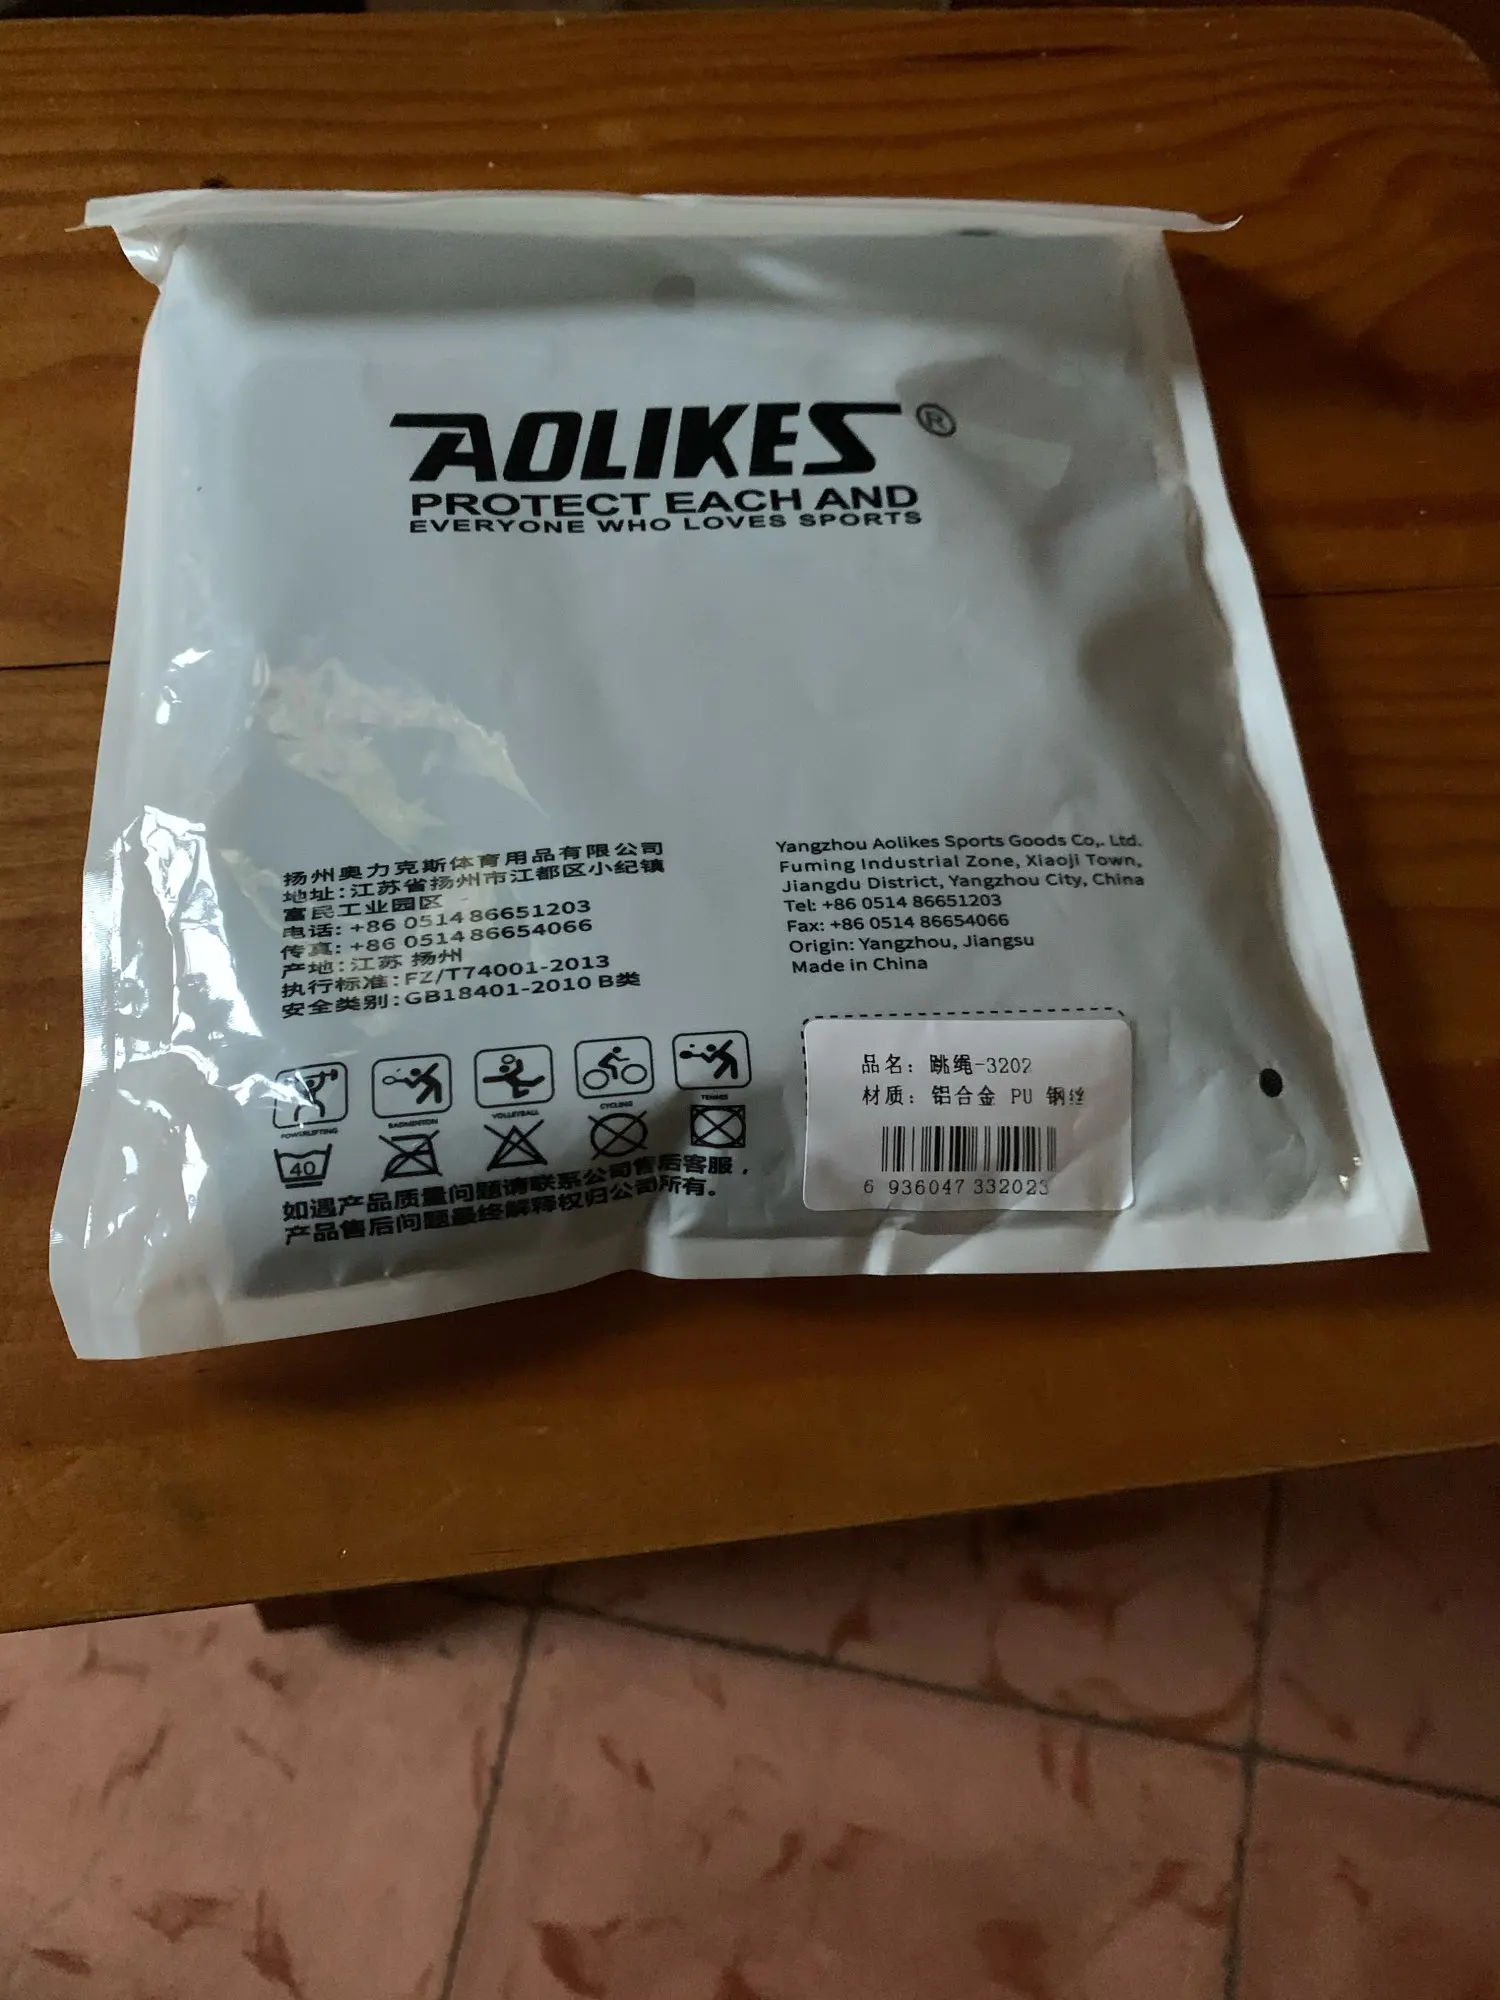 AOLIKES®
PROTECT EACH AND
EVERYONE WHO LOVES SPORTS
扬州奥力克斯体育用品有限公司
地址:江苏省扬州市江都区小纪镇
富民工业园区
电话: +86 0514 86651203
传真: +86 0514 86654066
产地:江苏 扬州
执行标准:FZ/T74001-2013
安全类别:GB18401-2010 B类
Yangzhou Aolikes Sports Goods Co,. Ltd.
Fuming Industrial Zone, Xiaoji Town,
Jiangdu District, Yangzhou City, China
Tel: +86 0514 86651203
Fax: +86 0514 86654066
Origin: Yangzhou, Jiangsu
Made in China
POWERLIFTING
BADMINTON
VOLLEYBALL
CYCLING
TENNIS
40
如遇产品质量问题请联系公司售后客服，
产品售后问题最终解释权归公司所有。
品名：跳绳-3202
材质：铝合金 PU 钢丝
6 936047 332023